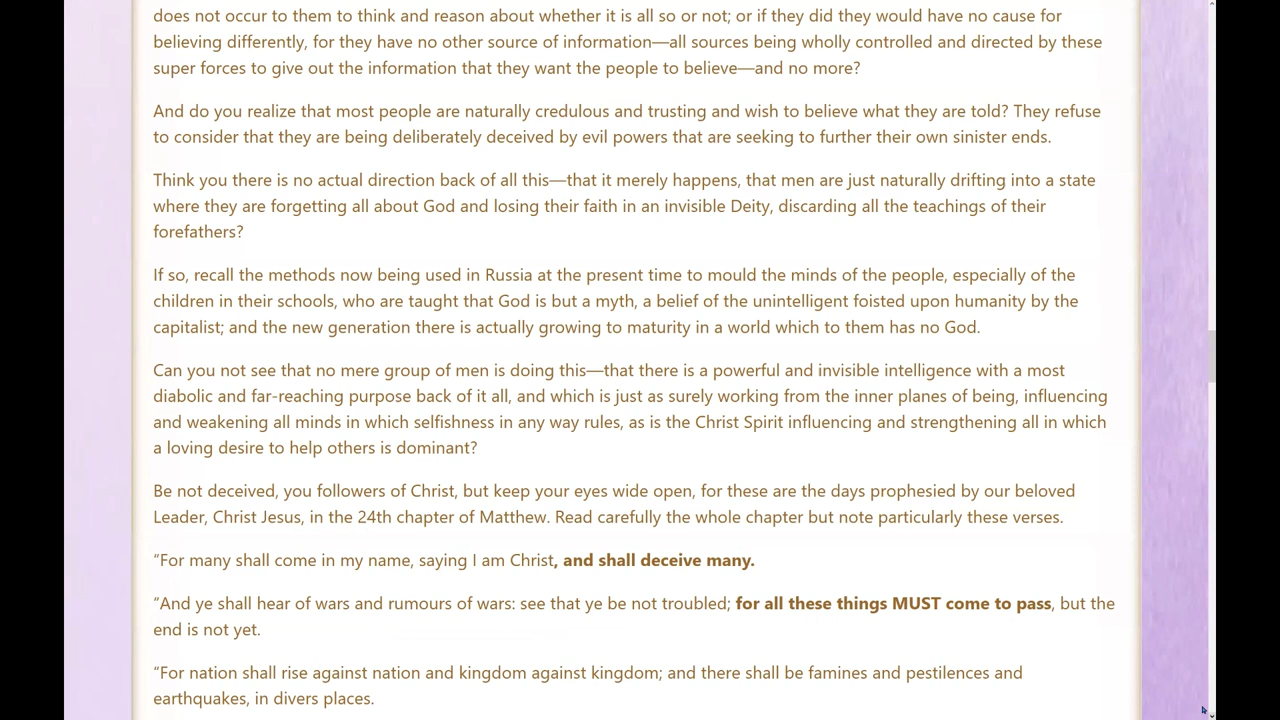 does not occur to them to think and reason about whether it is all so or not; or if they did they would have no cause for
believing differently, for they have no other source of information—all sources being wholly controlled and directed by these
super forces to give out the information that they want the people to believe—and no more?
And do you realize that most people are naturally credulous and trusting and wish to believe what they are told? They refuse
to consider that they are being deliberately deceived by evil powers that are seeking to further their own sinister ends.
Think you there is no actual direction back of all this—that it merely happens, that men are just naturally drifting into a state
where they are forgetting all about God and losing their faith in an invisible Deity, discarding all the teachings of their
forefathers?
If so, recall the methods now being used in Russia at the present time to mould the minds of the people, especially of the
children in their schools, who are taught that God is but a myth, a belief of the unintelligent foisted upon humanity by the
capitalist; and the new generation there is actually growing to maturity in a world which to them has no God.
Can you not see that no mere group of men is doing this—that there is a powerful and invisible intelligence with a most
diabolic and far-reaching purpose back of it all, and which is just as surely working from the inner planes of being, influencing
and weakening all minds in which selfishness in any way rules, as is the Christ Spirit influencing and strengthening all in which
a loving desire to help others is dominant?
Be not deceived, you followers of Christ, but keep your eyes wide open, for these are the days prophesied by our beloved
Leader, Christ Jesus, in the 24th chapter of Matthew. Read carefully the whole chapter but note particularly these verses.
"For many shall come in my name, saying I am Christ, and shall deceive many.
"And ye shall hear of wars and rumours of wars: see that ye be not troubled; for all these things MUST come to pass, but the
end is not yet.
"For nation shall rise against nation and kingdom against kingdom; and there shall be famines and pestilences and
earthquakes, in divers places.